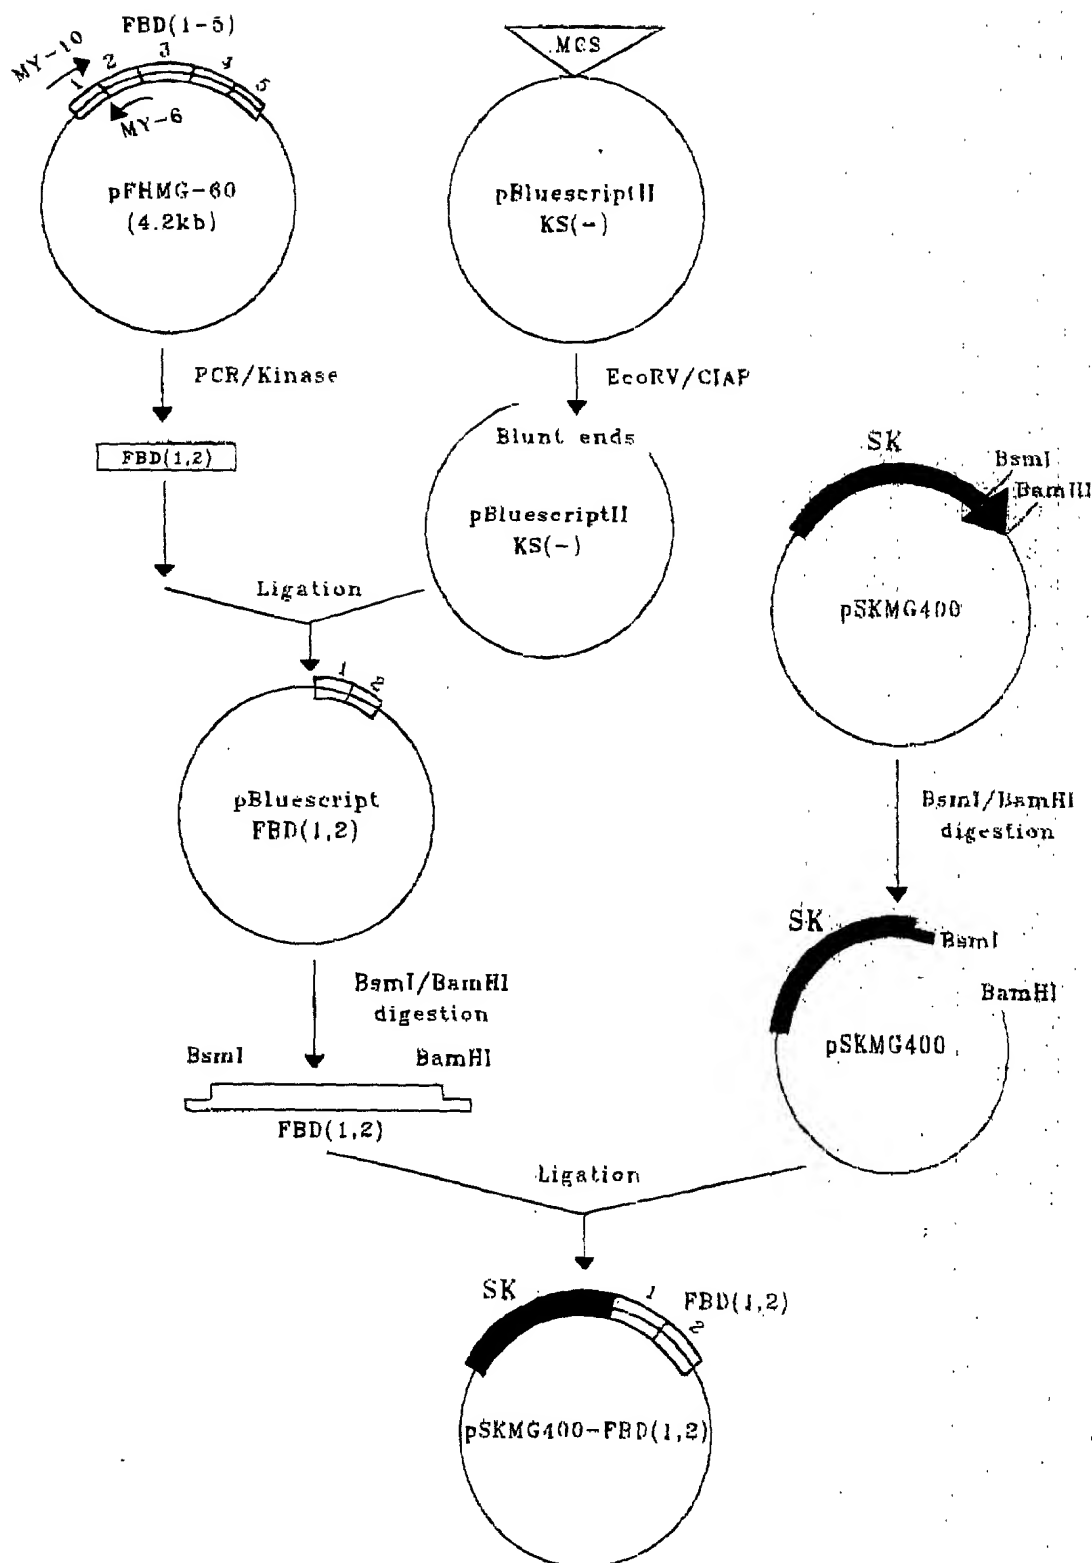 FBD(1-5)
MY-10
1 2 3 4 5
MY-6
pFHMG-60
(4.2kb)
MCS
pBluescriptII
KS(-)
PCR/Kinase
EcoRV/CIAP
FBD(1,2)
Blunt ends
pBluescriptII
KS(-)
SK
BsmI
BamHI
pSKMG400
Ligation
1 2
pBluescript
FBD(1,2)
BsmI/BamHI
digestion
BsmI/BamHI
digestion
SK
BsmI
BamHI
pSKMG400
BsmI
BamHI
FBD(1,2)
Ligation
SK
1 2
FBD(1,2)
pSKMG400-FBD(1,2)